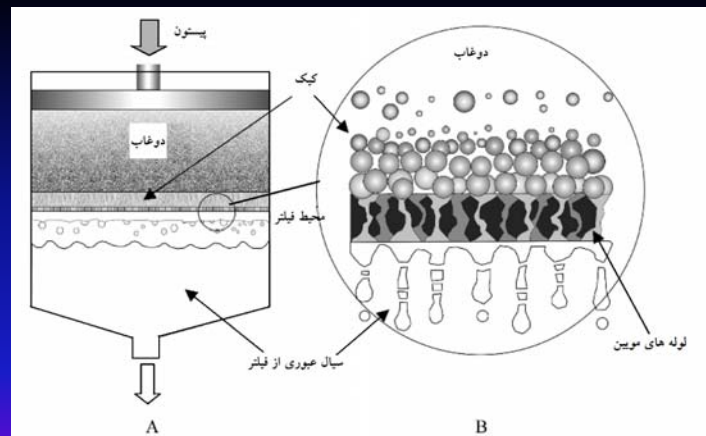 پیستون
دوغاب
کیک
دوغاب
محیط فیلتر
لوله های مویین
سیال عبوری از فیلتر
A
B